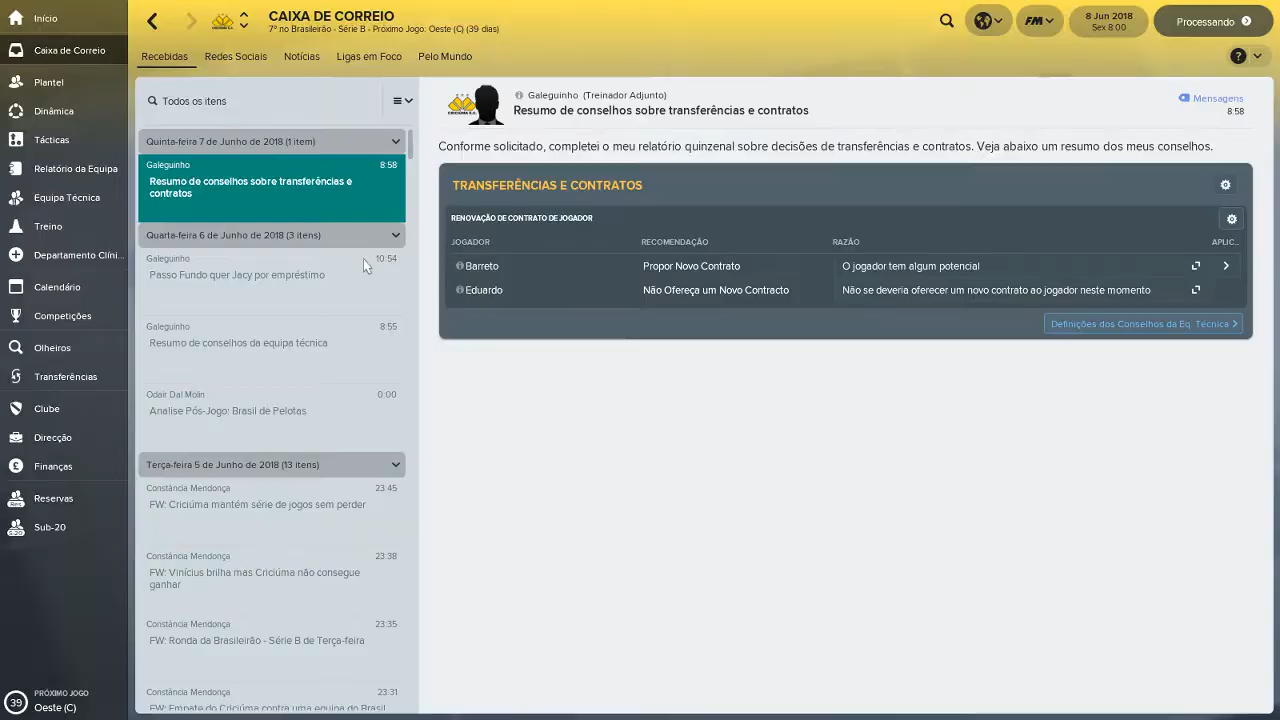 Início
Caixa de Correio
Plantel
Dinâmica
Tácticas
Relatório da Equipa
Equipa Técnica
Treino
Departamento Clíni...
Calendário
Competições
Olheiros
Transferências
Clube
Direcção
Finanças
Reservas
Sub-20
39
PRÓXIMO JOGO
Oeste (C)
CAIXA DE CORREIO
7º no Brasileirão - Série B - Próximo Jogo: Oeste (C) (39 dias)
FM
8 Jun 2018
Sex 8:00
Processando
Recebidas
Redes Sociais
Notícias
Ligas em Foco
Pelo Mundo
?
Todos os itens
Quinta-feira 7 de Junho de 2018 (1 item)
Galeguinho 8:58
Resumo de conselhos sobre transferências e
contratos
Quarta-feira 6 de Junho de 2018 (3 itens)
Galeguinho 10:54
Passo Fundo quer Jacy por empréstimo
Galeguinho 8:55
Resumo de conselhos da equipa técnica
Odair Dal Molin 0:00
Analise Pós-Jogo: Brasil de Pelotas
Terça-feira 5 de Junho de 2018 (13 itens)
Constância Mendonça 23:45
FW: Criciúma mantém série de jogos sem perder
Constância Mendonça 23:38
FW: Vinícius brilha mas Criciúma não consegue
ganhar
Constância Mendonça 23:35
FW: Ronda da Brasileirão - Série B de Terça-feira
Constância Mendonça 23:31
FW: Empate do Criciúma contra uma equipa do Brasil
Galeguinho (Treinador Adjunto)
Resumo de conselhos sobre transferências e contratos
Mensagens
8:58
Conforme solicitado, completei o meu relatório quinzenal sobre decisões de transferências e contratos. Veja abaixo um resumo dos meus conselhos.
TRANSFERÊNCIAS E CONTRATOS
RENOVAÇÃO DE CONTRATO DE JOGADOR
JOGADOR RECOMENDAÇÃO RAZÃO APLIC...
Barreto Propor Novo Contrato O jogador tem algum potencial
Eduardo Não Ofereça um Novo Contracto Não se deveria oferecer um novo contrato ao jogador neste momento
Definições dos Conselhos da Eq. Técnica